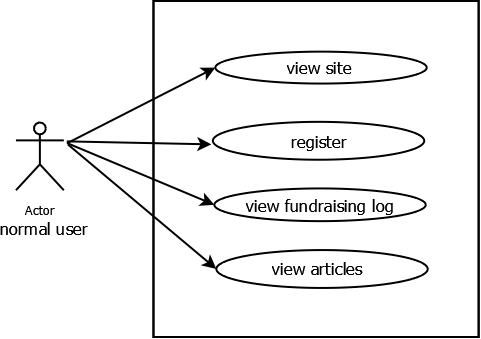 view site
register
Actor
normal user
view fundraising log
view articles